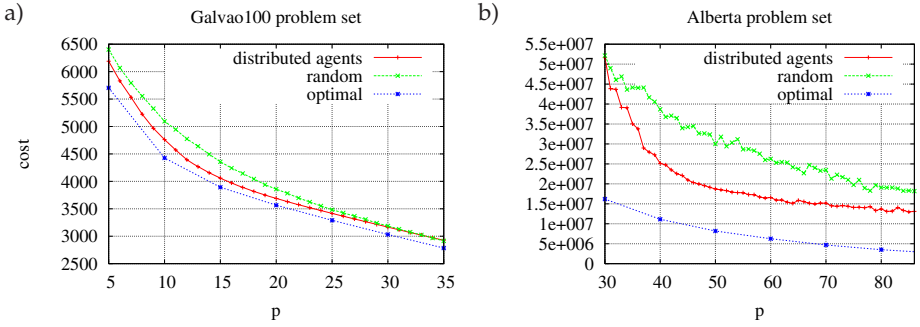 a)
Galvao100 problem set
6500
6000
5500
5000
4500
4000
3500
3000
2500
cost
distributed agents
random
optimal
5 10 15 20 25 30 35
p
b)
Alberta problem set
5.5e+007
5e+007
4.5e+007
4e+007
3.5e+007
3e+007
2.5e+007
2e+007
1.5e+007
1e+007
5e+006
0
distributed agents
random
optimal
30 40 50 60 70 80
p